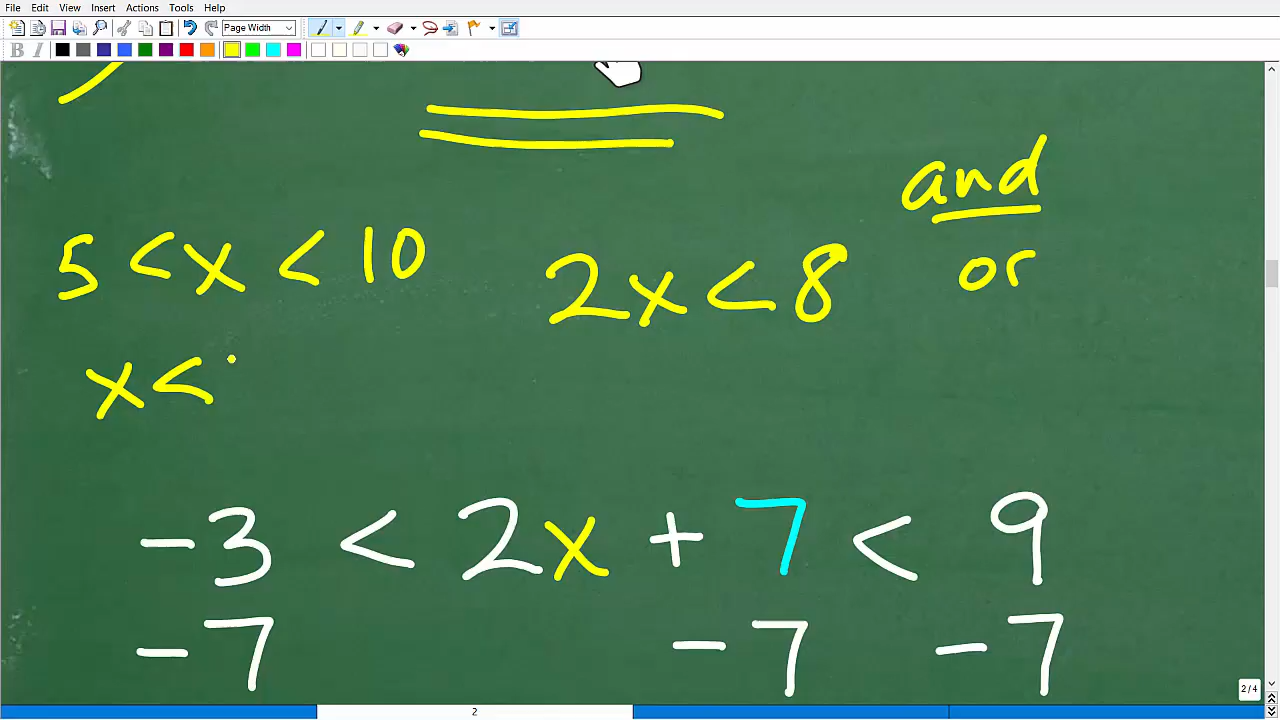 File Edit View Insert Actions Tools Help
Page Width
B I
and
5 < x < 10 2x < 8 or
x <
-3 < 2x + 7 < 9
-7 -7 -7
2 / 4
2